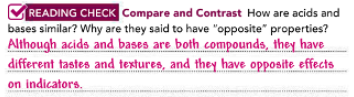 READING CHECK Compare and Contrast How are acids and
bases similar? Why are they said to have “opposite” properties?
Although acids and bases are both compounds, they have
different tastes and textures, and they have opposite effects
on indicators.